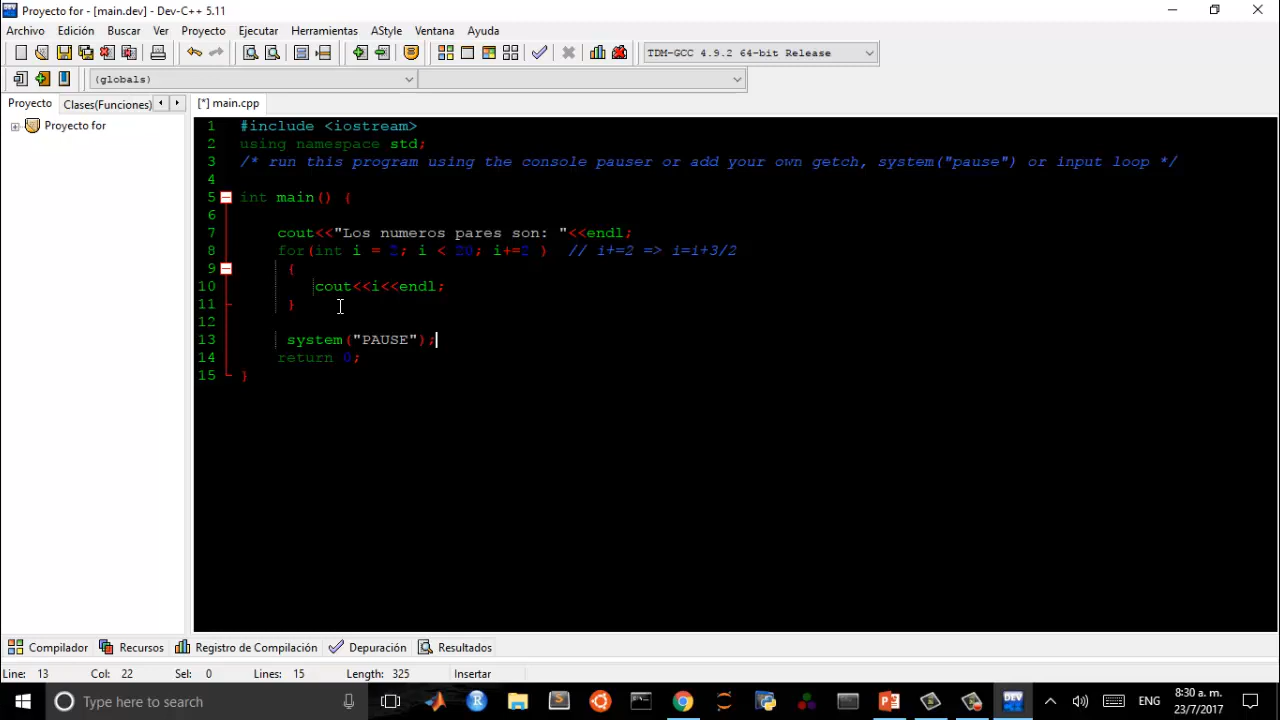 Proyecto for - [main.dev] - Dev-C++ 5.11
Archivo Edición Buscar Ver Proyecto Ejecutar Herramientas AStyle Ventana Ayuda
TDM-GCC 4.9.2 64-bit Release
(globals)
Proyecto Clases(Funciones) [*] main.cpp
Proyecto for
1 #include <iostream>
2 using namespace std;
3 /* run this program using the console pauser or add your own getch, system("pause") or input loop */
4
5 int main() {
6
7 cout<<"Los numeros pares son: "<<endl;
8 for(int i = 2; i < 20; i+=2 ) // i+=2 => i=i+3/2
9 {
10 cout<<i<<endl;
11 }
12
13 system("PAUSE");
14 return 0;
15 }
Compilador Recursos Registro de Compilación Depuración Resultados
Line: 13 Col: 22 Sel: 0 Lines: 15 Length: 325 Insertar
Type here to search
ENG
8:30 a. m.
23/7/2017